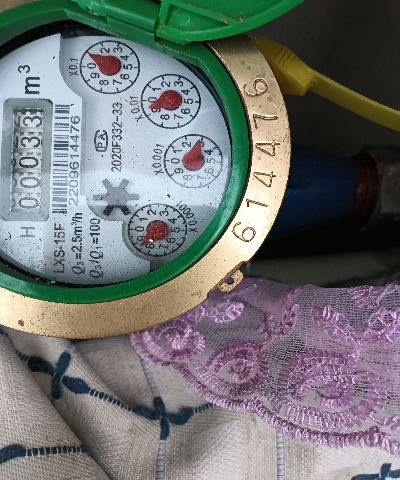 m³
00033
2209614476
H
LXS-15F
Q₃=2.5m³/h
Q₃/Q₁=100
PA
2020F332-33
X0.1
X0.01
X0.001
X0.0001
614476